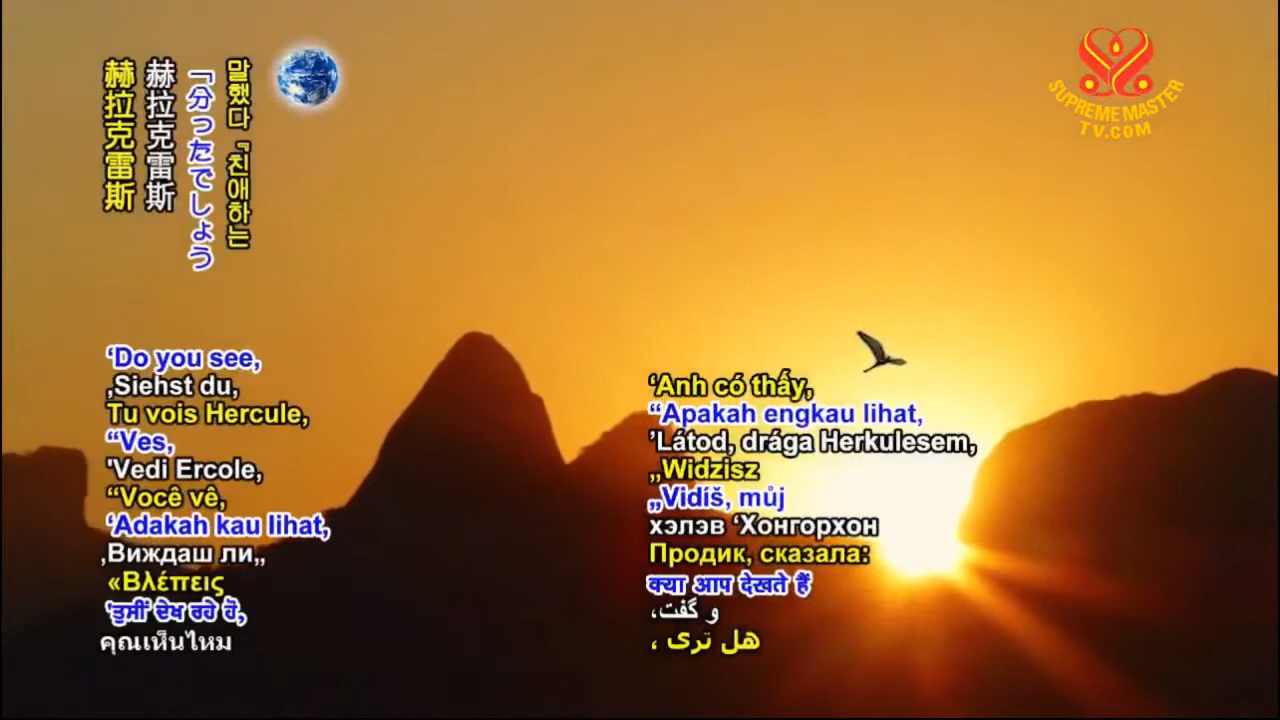 赫拉克雷斯
赫拉克雷斯
「分ったでしょう
말했다 『친애하는
SUPREME MASTER
TV.COM
‘Do you see,
‚Siehst du,
Tu vois Hercule,
“Ves,
'Vedi Ercole,
“Você vê,
‘Adakah kau lihat,
‚Виждаш ли„
«Βλέπεις
'ਤੁਸੀਂ ਦੇਖ ਰਹੇ ਹੋ,
คุณเห็นไหม
‘Anh có thấy,
“Apakah engkau lihat,
’Látod, drága Herkulesem,
„Widzisz
„Vidíš, můj
хэлэв ‘Хонгорхон
Продик, сказала:
क्या आप देखते हैं
و گفت،
هل ترى ،